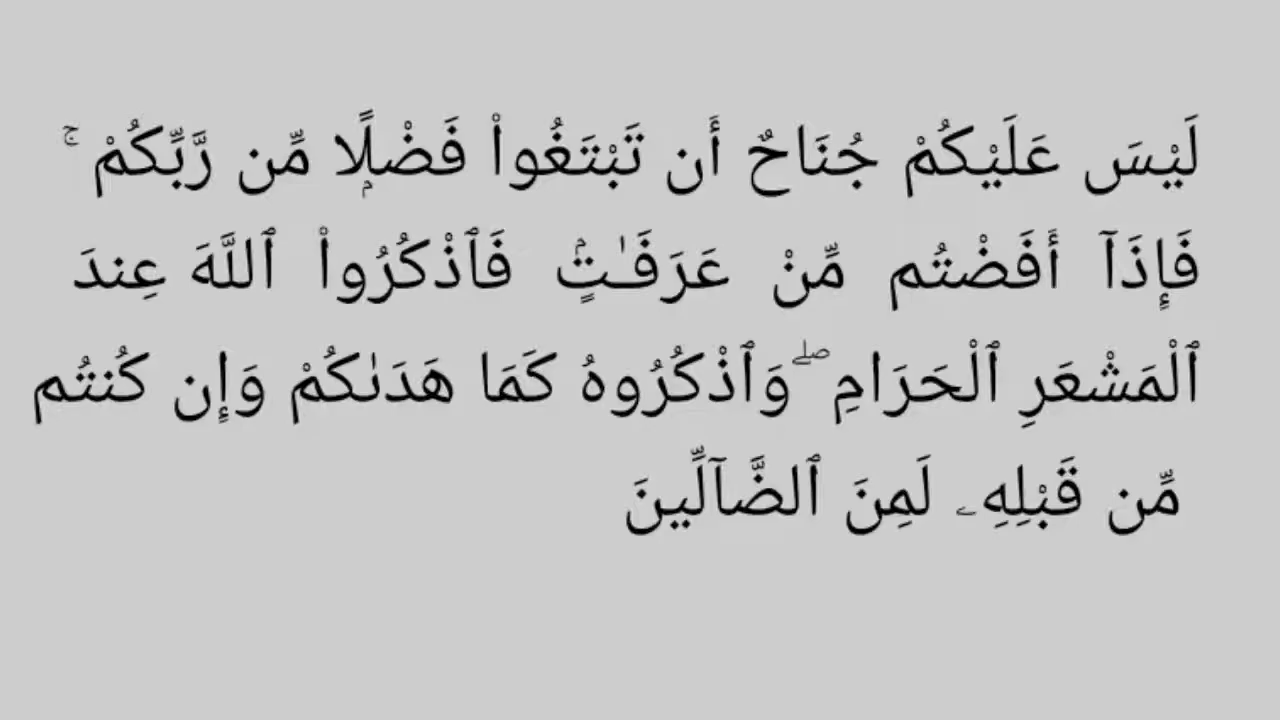 لَيْسَ عَلَيْكُمْ جُنَاحٌ أَن تَبْتَغُوا۟ فَضْلًۭا مِّن رَّبِّكُمْ ۚ
فَإِذَآ أَفَضْتُم مِّنْ عَرَفَـٰتٍۢ فَٱذْكُرُوا۟ ٱللَّهَ عِندَ
ٱلْمَشْعَرِ ٱلْحَرَامِ ۖ وَٱذْكُرُوهُ كَمَا هَدَىٰكُمْ وَإِن كُنتُم
مِّن قَبْلِهِۦ لَمِنَ ٱلضَّآلِّينَ